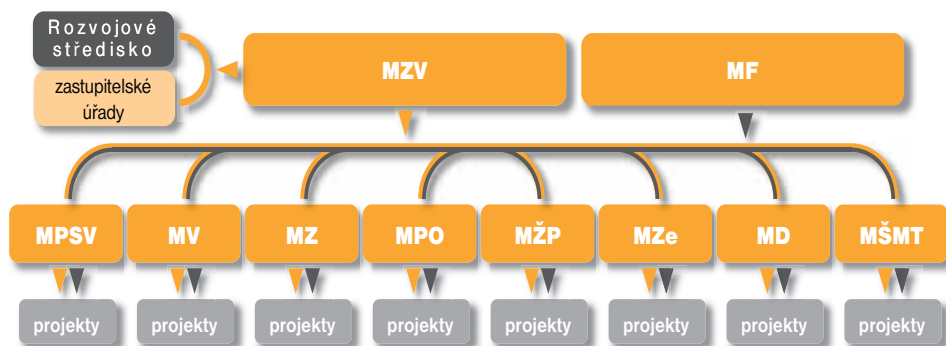 Rozvojové
středisko
zastupitelské
úřady
MZV
MF
MPSV
MV
MZ
MPO
MŽP
MZe
MD
MŠMT
projekty
projekty
projekty
projekty
projekty
projekty
projekty
projekty